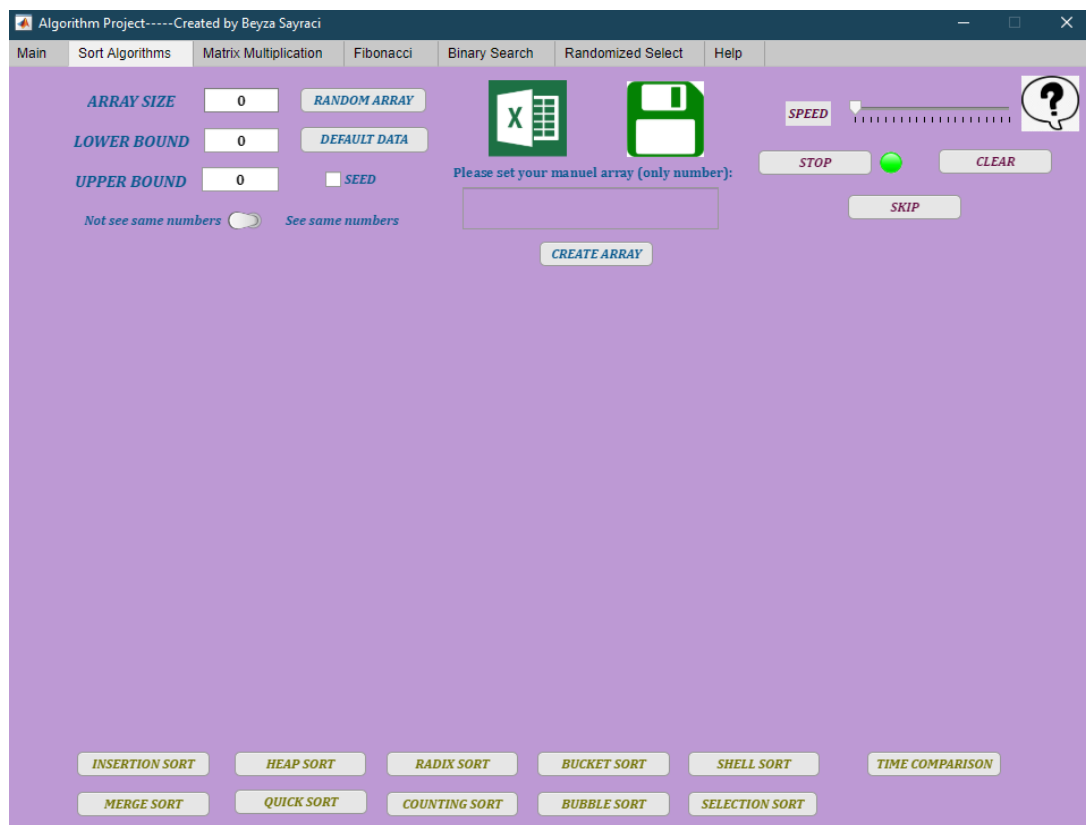 Algorithm Project-----Created by Beyza Sayraci
Main Sort Algorithms Matrix Multiplication Fibonacci Binary Search Randomized Select Help
ARRAY SIZE 0 RANDOM ARRAY
LOWER BOUND 0 DEFAULT DATA
UPPER BOUND 0 SEED
Not see same numbers See same numbers
X
Please set your manuel array (only number):
CREATE ARRAY
SPEED ?
STOP CLEAR
SKIP
INSERTION SORT HEAP SORT RADIX SORT BUCKET SORT SHELL SORT TIME COMPARISON
MERGE SORT QUICK SORT COUNTING SORT BUBBLE SORT SELECTION SORT